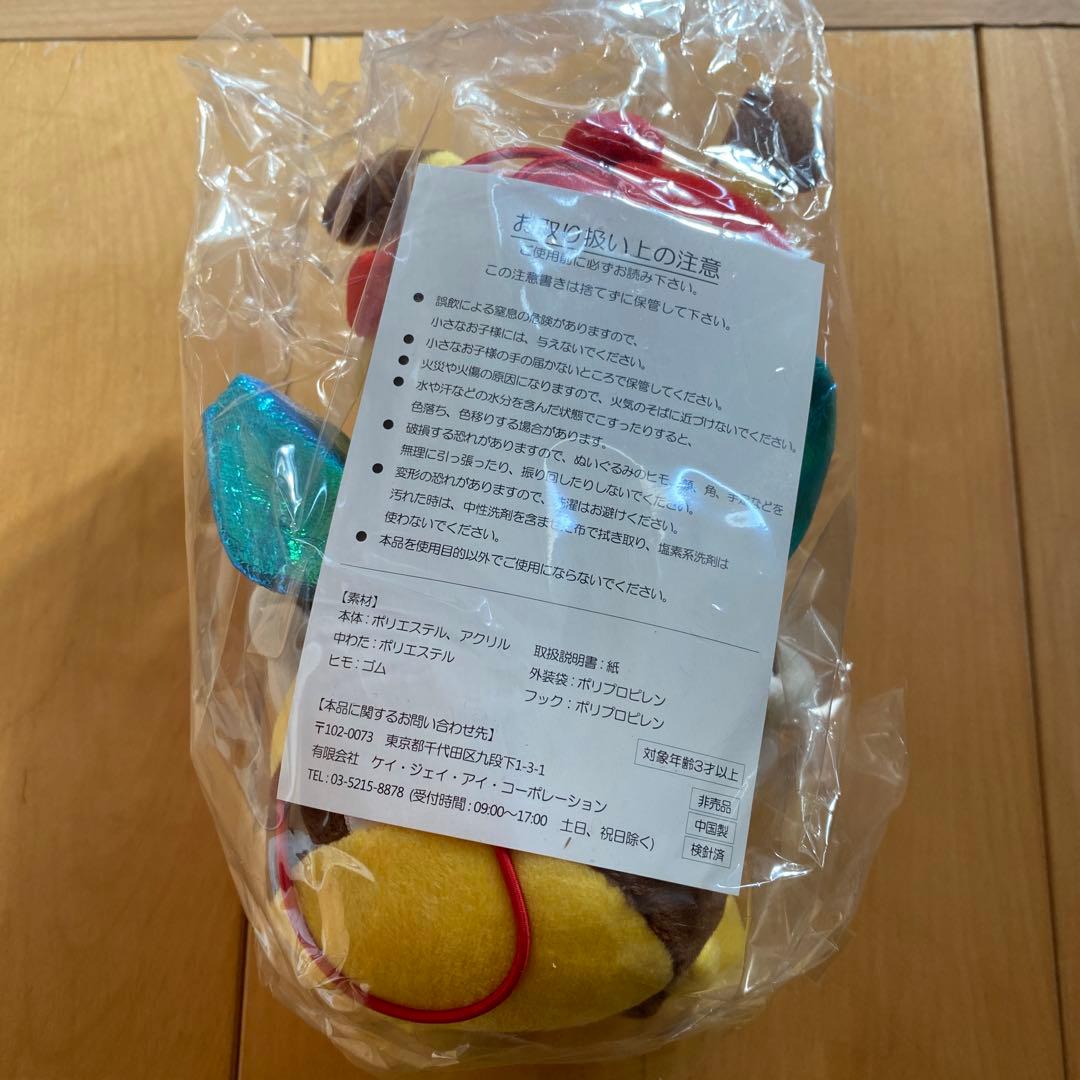 お取り扱い上の注意
ご使用前に必ずお読み下さい。
この注意書きは捨てずに保管して下さい。
● 誤飲による窒息の危険がありますので、
小さなお子様には、与えないでください。
● 小さなお子様の手の届かないところで保管してください。
● 火災や火傷の原因になりますので、火気のそばに近づけないでください。
● 水や汗などの水分を含んだ状態でこすったりすると、
色落ち、色移りする場合があります。
● 破損する恐れがありますので、ぬいぐるみのヒモ、顔、角、手足などを
無理に引っ張ったり、振り回したりしないでください。
● 変形の恐れがありますので、洗濯はお避けください。
汚れた時は、中性洗剤を含ませた布で拭き取り、塩素系洗剤は
使わないでください。
● 本品を使用目的以外でご使用にならないでください。
【素材】
本体：ポリエステル、アクリル 取扱説明書：紙
中わた：ポリエステル 外装袋：ポリプロピレン
ヒモ：ゴム フック：ポリプロピレン
【本品に関するお問い合わせ先】
〒102-0073 東京都千代田区九段下1-3-1
有限会社 ケイ・ジェイ・アイ・コーポレーション
TEL：03-5215-8878（受付時間：09:00～17:00 土日、祝日除く）
対象年齢3才以上
非売品
中国製
検針済